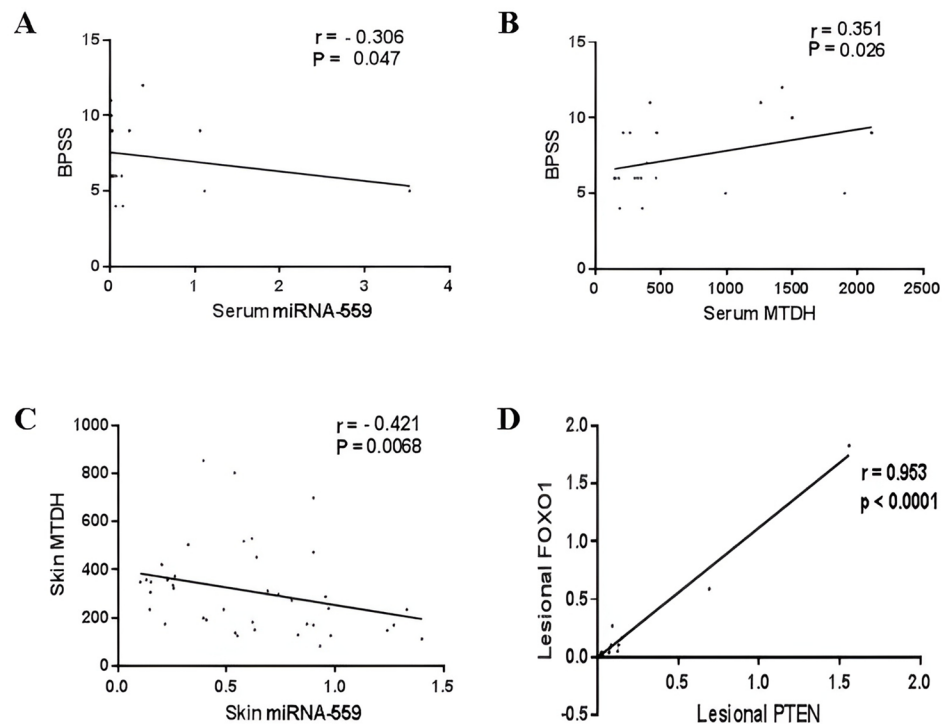 A
r = - 0.306
P = 0.047
15
10
5
0
BPSS
0 1 2 3 4
Serum miRNA-559
B
r = 0.351
P = 0.026
15
10
5
0
BPSS
0 500 1000 1500 2000 2500
Serum MTDH
C
r = - 0.421
P = 0.0068
1000
800
600
400
200
0
Skin MTDH
0.0 0.5 1.0 1.5
Skin miRNA-559
D
r = 0.953
p < 0.0001
2.0
1.5
1.0
0.5
0.0
-0.5
Lesional FOXO1
0.5 1.0 1.5 2.0
Lesional PTEN